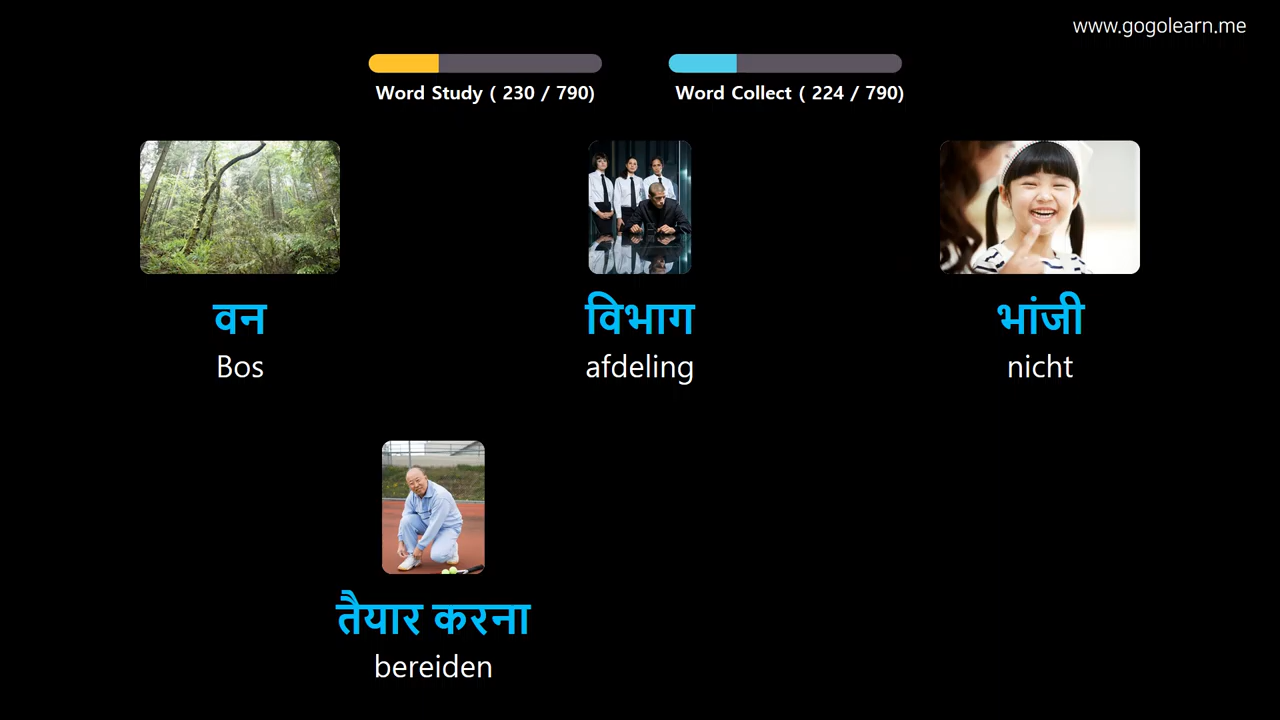 www.gogolearn.me
Word Study ( 230 / 790)
Word Collect ( 224 / 790)
वन
Bos
विभाग
afdeling
भांजी
nicht
तैयार करना
bereiden